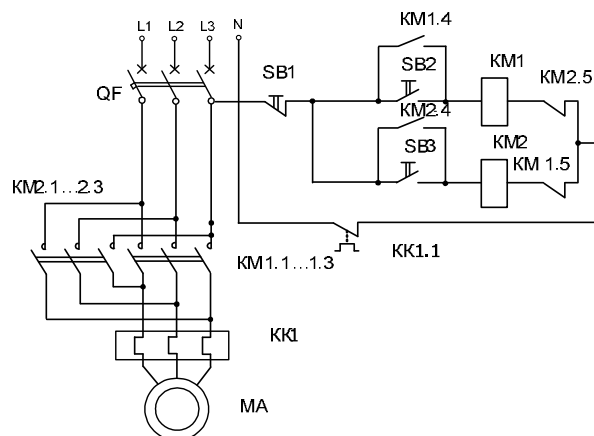 L1 L2 L3 N
KM1.4
SB1
SB2
KM1
KM2.5
QF
KM2.4
SB3
KM2
KM 1.5
KM2.1...2.3
KM1.1...1.3
KK1.1
KK1
MA